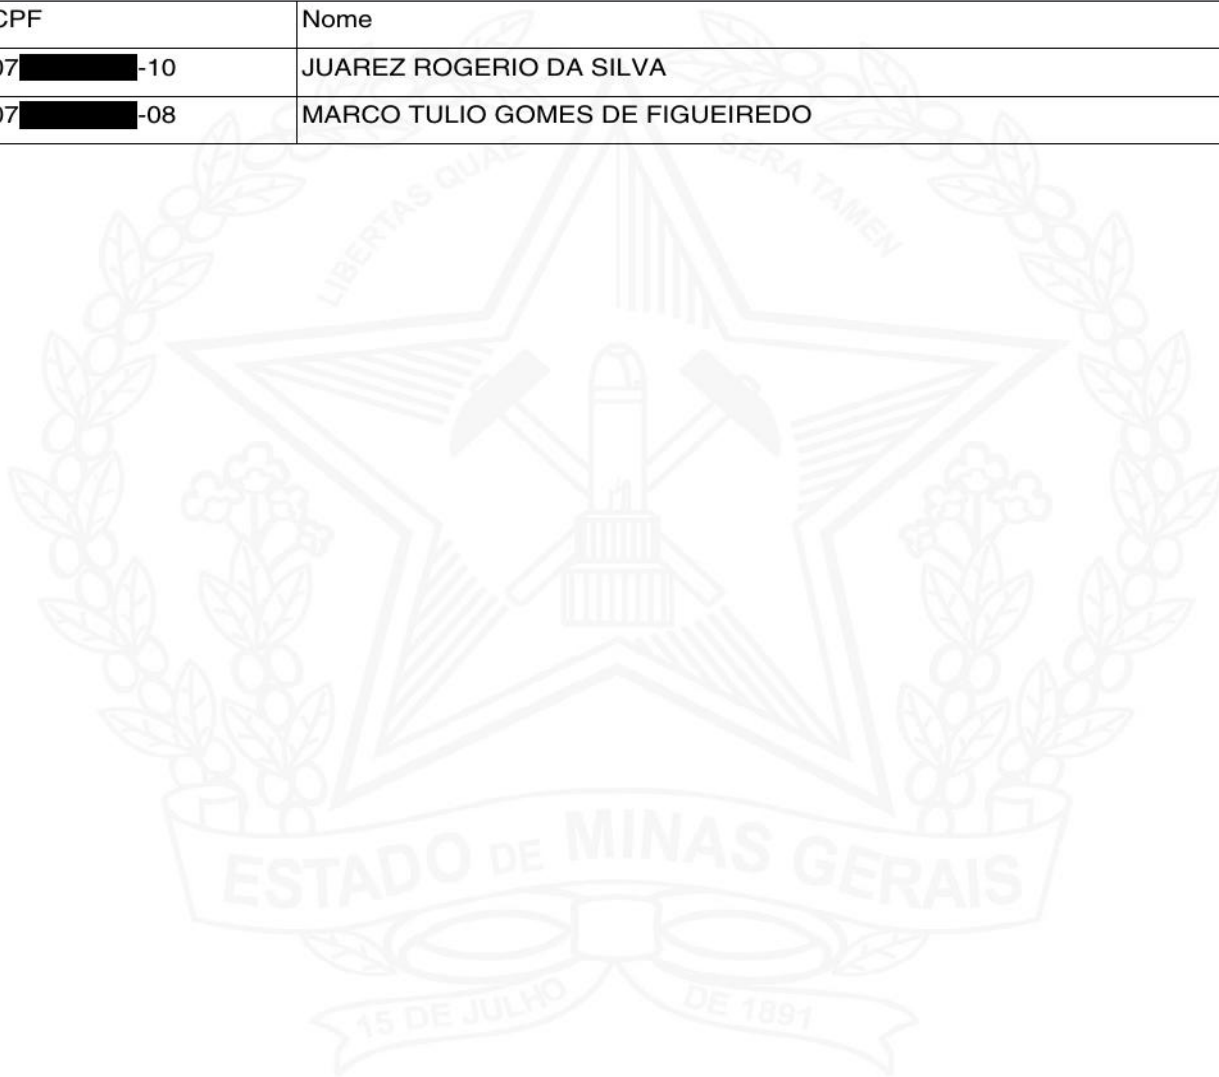 CPF Nome
07 -10 JUAREZ ROGERIO DA SILVA
07 -08 MARCO TULIO GOMES DE FIGUEIREDO
LIBERTAS QUAE SERA TAMEN
ESTADO DE MINAS GERAIS
15 DE JULHO DE 1891